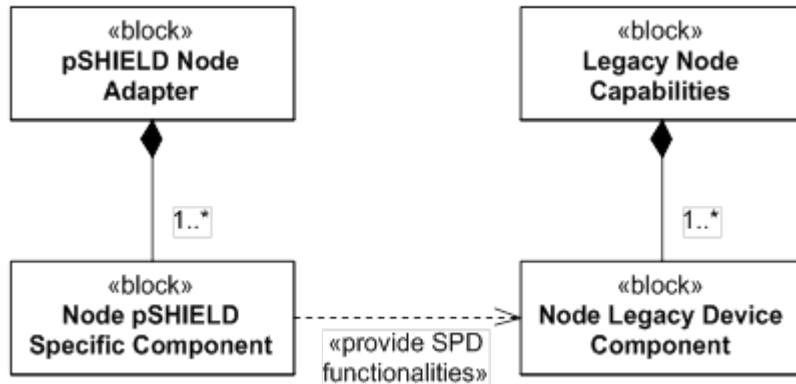 «block»
pSHIELD Node
Adapter
«block»
Legacy Node
Capabilities
1..*
1..*
«block»
Node pSHIELD
Specific Component
«provide SPD
functionalities»
«block»
Node Legacy Device
Component